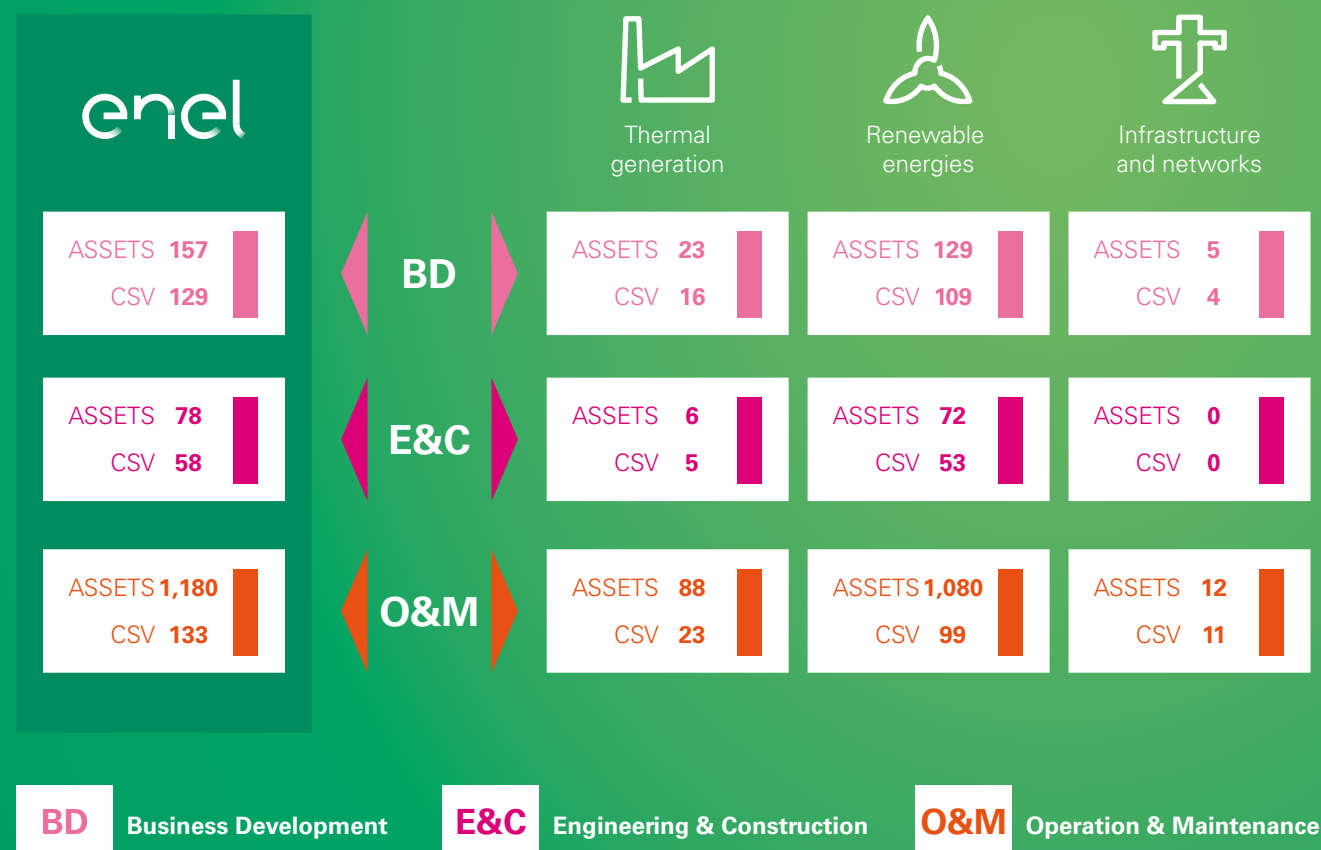 enel
Thermal
generation
Renewable
energies
Infrastructure
and networks
ASSETS 157
CSV 129
BD
ASSETS 23
CSV 16
ASSETS 129
CSV 109
ASSETS 5
CSV 4
ASSETS 78
CSV 58
E&C
ASSETS 6
CSV 5
ASSETS 72
CSV 53
ASSETS 0
CSV 0
ASSETS 1,180
CSV 133
O&M
ASSETS 88
CSV 23
ASSETS 1,080
CSV 99
ASSETS 12
CSV 11
BD Business Development
E&C Engineering & Construction
O&M Operation & Maintenance